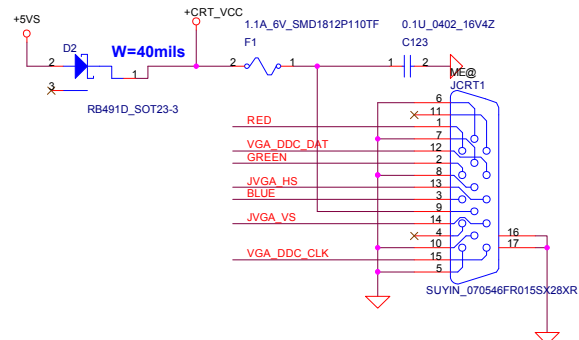 +CRT_VCC
+5VS
1.1A_6V_SMD1812P110TF
0.1U_0402_16V4Z
D2
W=40mils
F1
C123
2
1
2
1
1
2
3
ME@
JCRT1
RB491D_SOT23-3
6
11
RED
1
7
VGA_DDC_DAT
12
GREEN
2
8
JVGA_HS
13
BLUE
3
9
JVGA_VS
14
4
16
10
17
VGA_DDC_CLK
15
5
SUYIN_070546FR015SX28XR